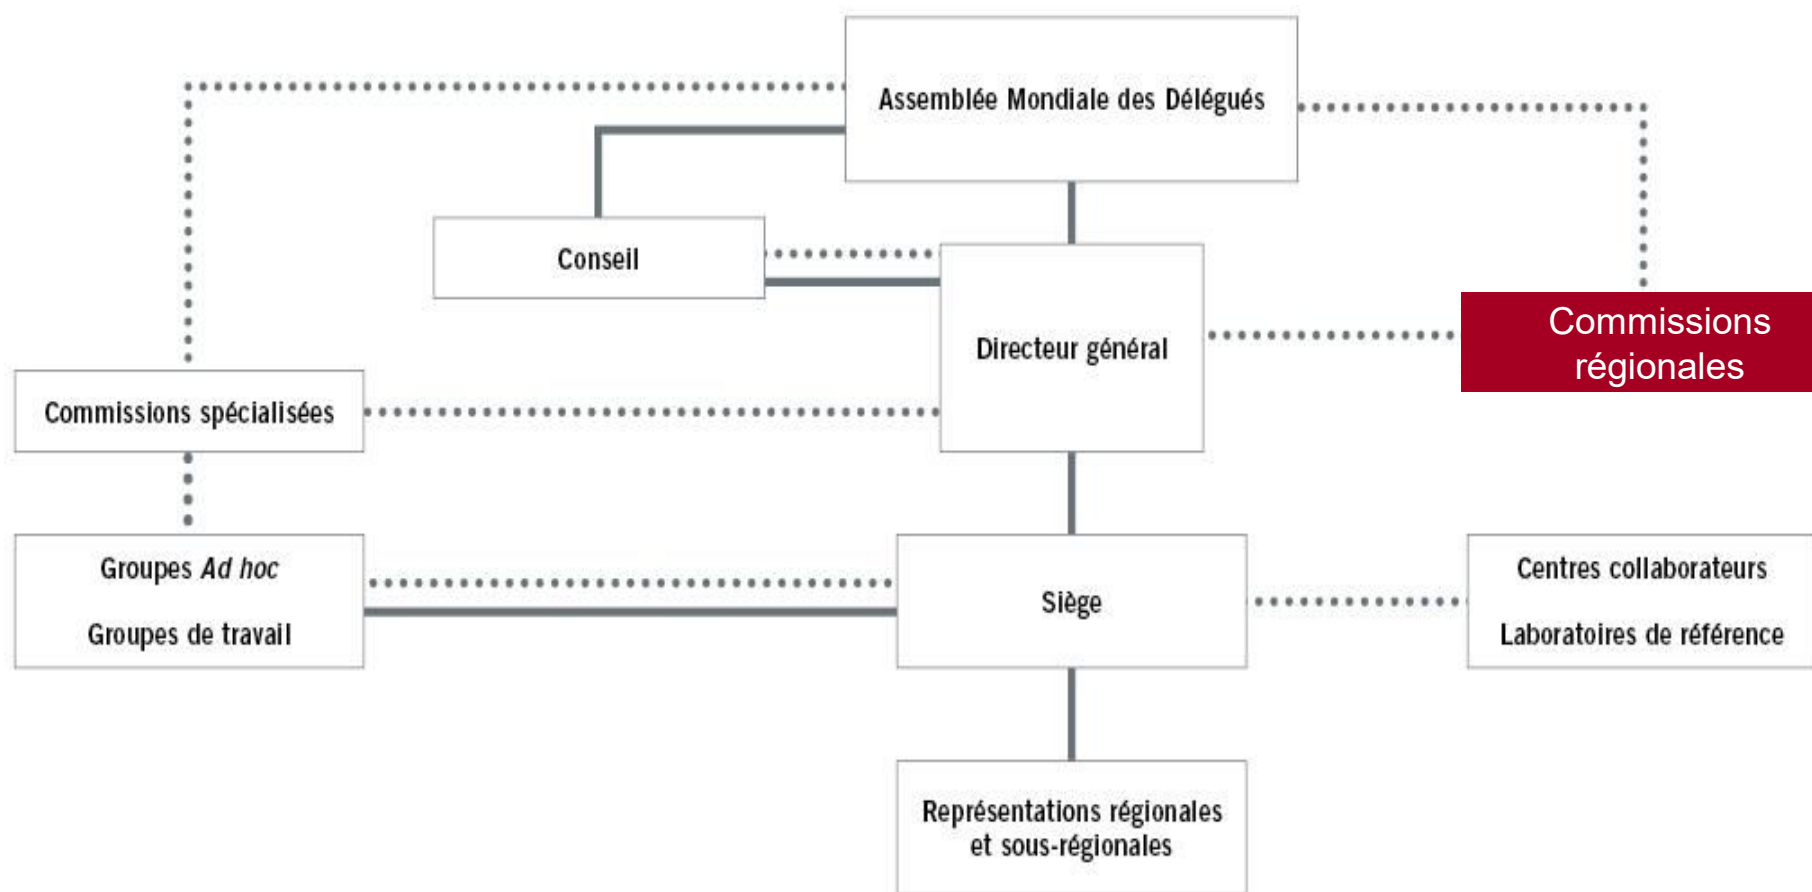 Assemblée Mondiale des Délégués
Conseil
Directeur général
Commissions
régionales
Commissions spécialisées
Groupes Ad hoc
Groupes de travail
Siège
Centres collaborateurs
Laboratoires de référence
Représentations régionales
et sous-régionales